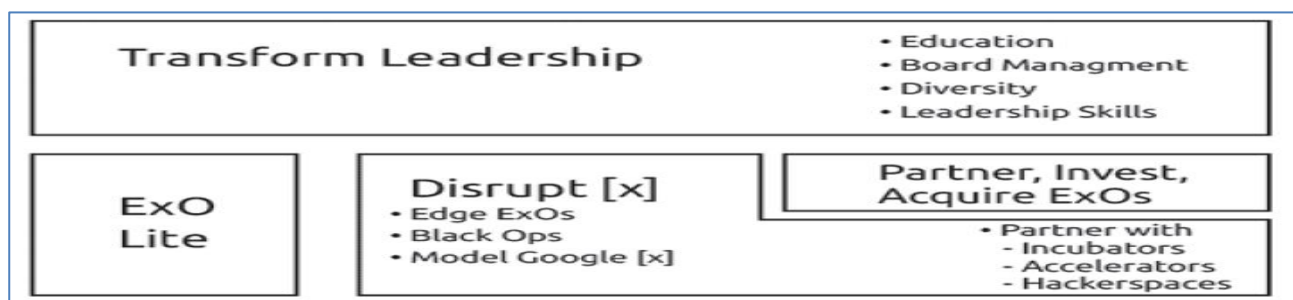 Transform Leadership
• Education
• Board Managment
• Diversity
• Leadership Skills
ExO
Lite
Disrupt [x]
• Edge ExOs
• Black Ops
• Model Google [x]
Partner, Invest,
Acquire ExOs
• Partner with
- Incubators
- Accelerators
- Hackerspaces